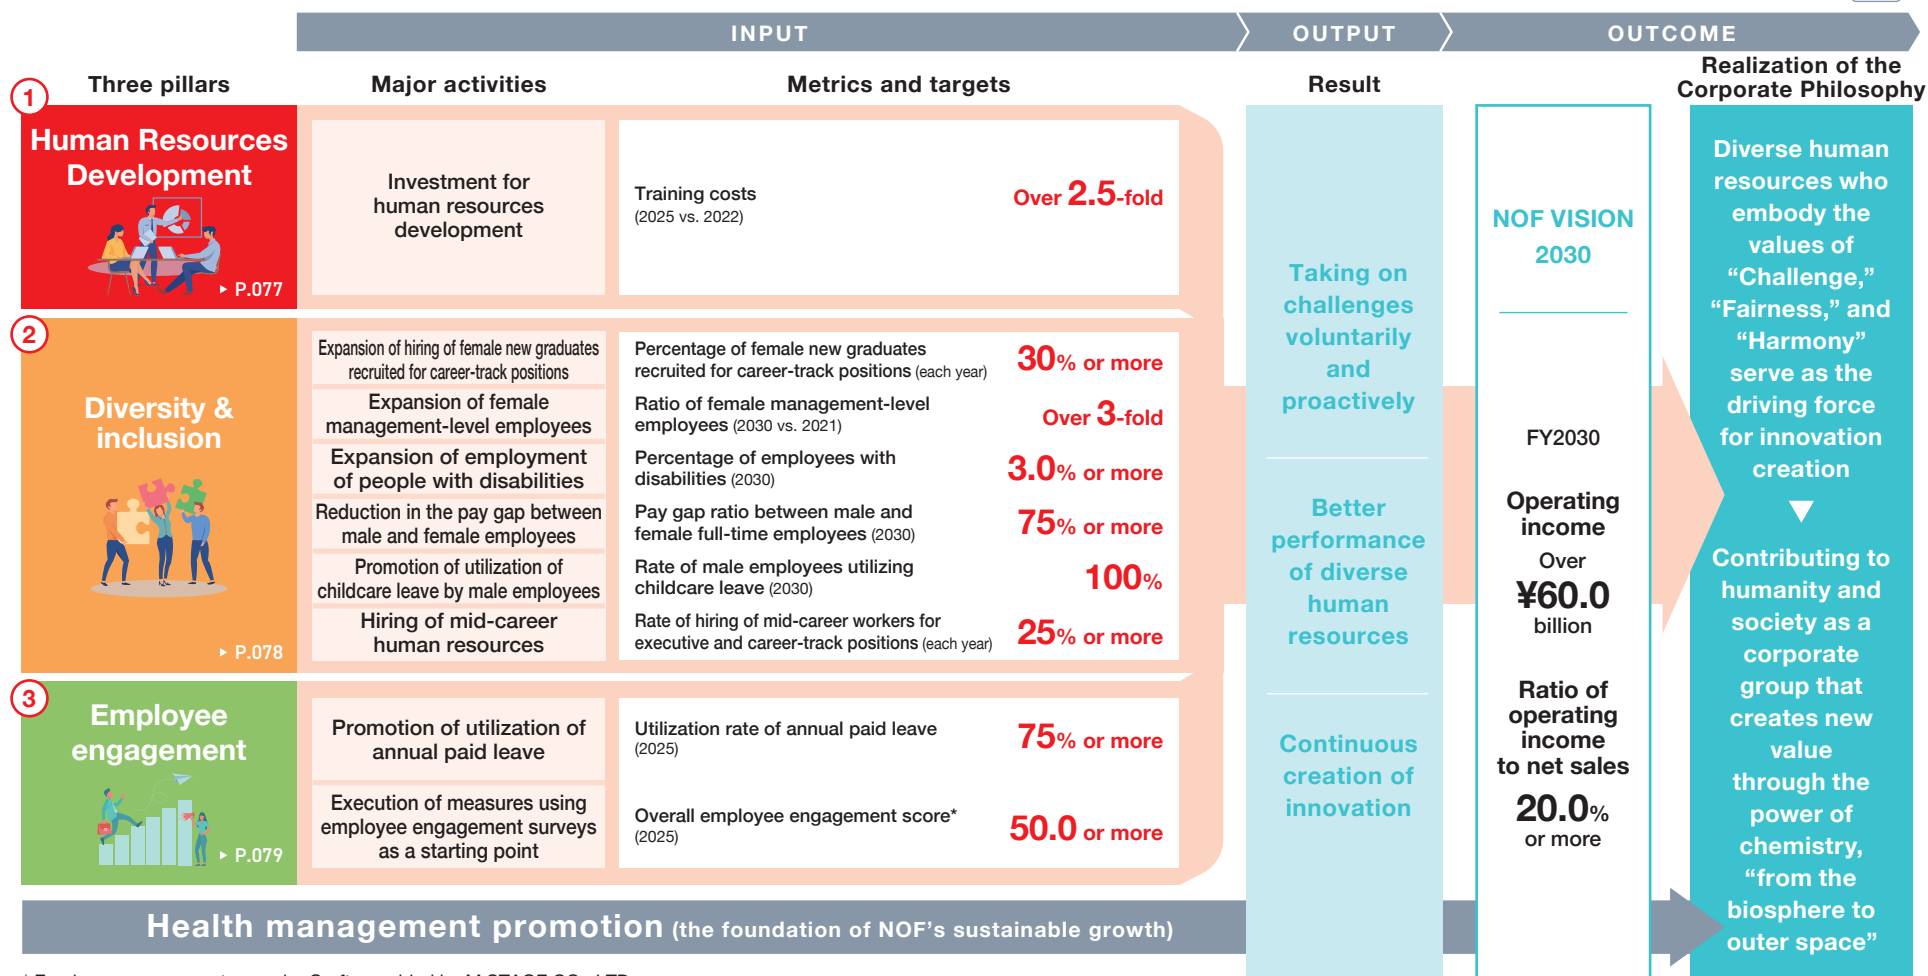 INPUT
OUTPUT
OUTCOME
Three pillars
Major activities
Metrics and targets
Result
Realization of the
Corporate Philosophy
1
Human Resources
Development
▶ P.077
Investment for
human resources
development
Training costs
(2025 vs. 2022)
Over 2.5-fold
2
Diversity &
inclusion
▶ P.078
Expansion of hiring of female new graduates
recruited for career-track positions
Percentage of female new graduates
recruited for career-track positions (each year)
30% or more
Expansion of female
management-level employees
Ratio of female management-level
employees (2030 vs. 2021)
Over 3-fold
Expansion of employment
of people with disabilities
Percentage of employees with
disabilities (2030)
3.0% or more
Reduction in the pay gap between
male and female employees
Pay gap ratio between male and
female full-time employees (2030)
75% or more
Promotion of utilization of
childcare leave by male employees
Rate of male employees utilizing
childcare leave (2030)
100%
Hiring of mid-career
human resources
Rate of hiring of mid-career workers for
executive and career-track positions (each year)
25% or more
3
Employee
engagement
▶ P.079
Promotion of utilization of
annual paid leave
Utilization rate of annual paid leave
(2025)
75% or more
Execution of measures using
employee engagement surveys
as a starting point
Overall employee engagement score*
(2025)
50.0 or more
Taking on
challenges
voluntarily
and
proactively
Better
performance
of diverse
human
resources
Continuous
creation of
innovation
NOF VISION
2030
FY2030
Operating
income
Over
¥60.0
billion
Ratio of
operating
income
to net sales
20.0%
or more
Diverse human
resources who
embody the
values of
“Challenge,”
“Fairness,” and
“Harmony”
serve as the
driving force
for innovation
creation
▼
Contributing to
humanity and
society as a
corporate
group that
creates new
value
through the
power of
chemistry,
“from the
biosphere to
outer space”
Health management promotion (the foundation of NOF’s sustainable growth)